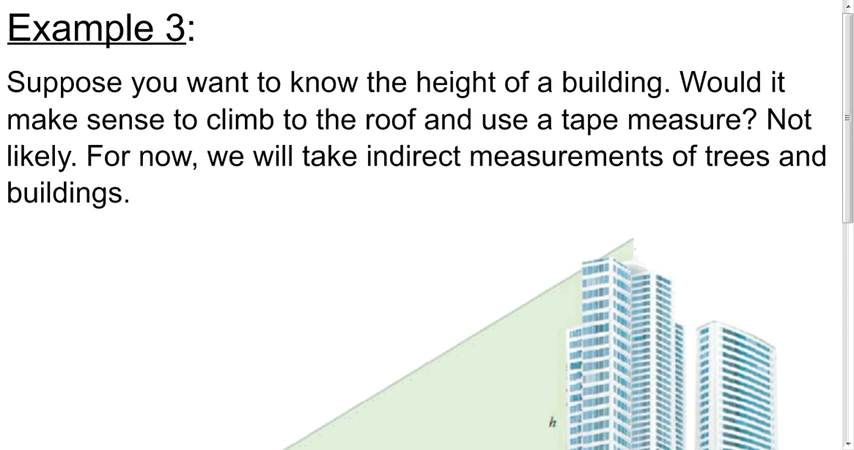 Example 3:
Suppose you want to know the height of a building. Would it
make sense to climb to the roof and use a tape measure? Not
likely. For now, we will take indirect measurements of trees and
buildings.
h